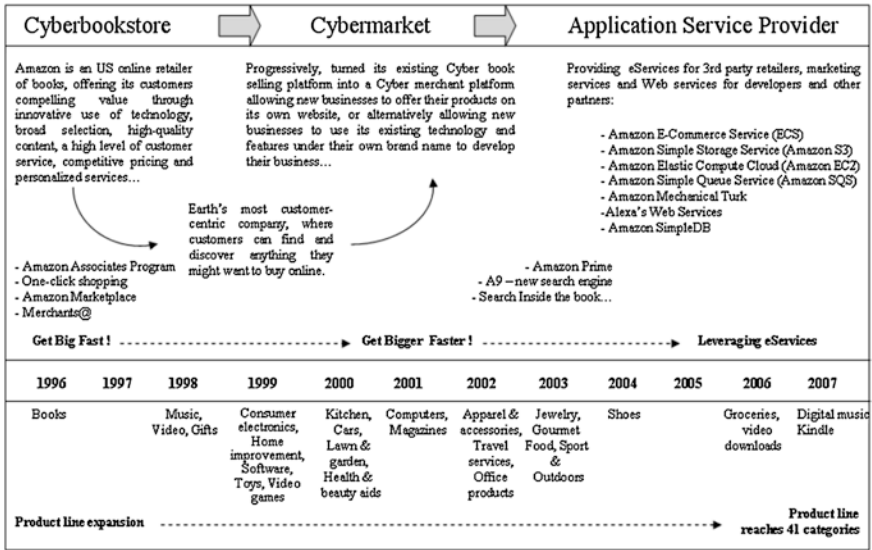 Cyberbookstore
Cybermarket
Application Service Provider
Amazon is an US online retailer
of books, offering its customers
compelling value through
innovative use of technology,
broad selection, high-quality
content, a high level of customer
service, competitive pricing and
personalized services…
Progressively, turned its existing Cyber book
selling platform into a Cyber merchant platform
allowing new businesses to offer their products on
its own website, or alternatively allowing new
businesses to use its existing technology and
features under their own brand name to develop
their business…
Providing eServices for 3rd party retailers, marketing
services and Web services for developers and other
partners:
- Amazon E-Commerce Service (ECS)
- Amazon Simple Storage Service (Amazon S3)
- Amazon Elastic Compute Cloud (Amazon EC2)
- Amazon Simple Queue Service (Amazon SQS)
- Amazon Mechanical Turk
-Alexa's Web Services
- Amazon SimpleDB
Earth's most customer-
centric company, where
customers can find and
discover anything they
might want to buy online.
- Amazon Associates Program
- One-click shopping
- Amazon Marketplace
- Merchants@
- Amazon Prime
- A9 – new search engine
- Search Inside the book…
Get Big Fast !
Get Bigger Faster !
Leveraging eServices
1996 1997 1998 1999 2000 2001 2002 2003 2004 2005 2006 2007
Books
Music,
Video, Gifts
Consumer
electronics,
Home
improvement,
Software,
Toys, Video
games
Kitchen,
Cars,
Lawn &
garden,
Health &
beauty aids
Computers,
Magazines
Apparel &
accessories,
Travel
services,
Office
products
Jewelry,
Gourmet
Food, Sport
&
Outdoors
Shoes
Groceries,
video
downloads
Digital music
Kindle
Product line expansion
Product line
reaches 41 categories